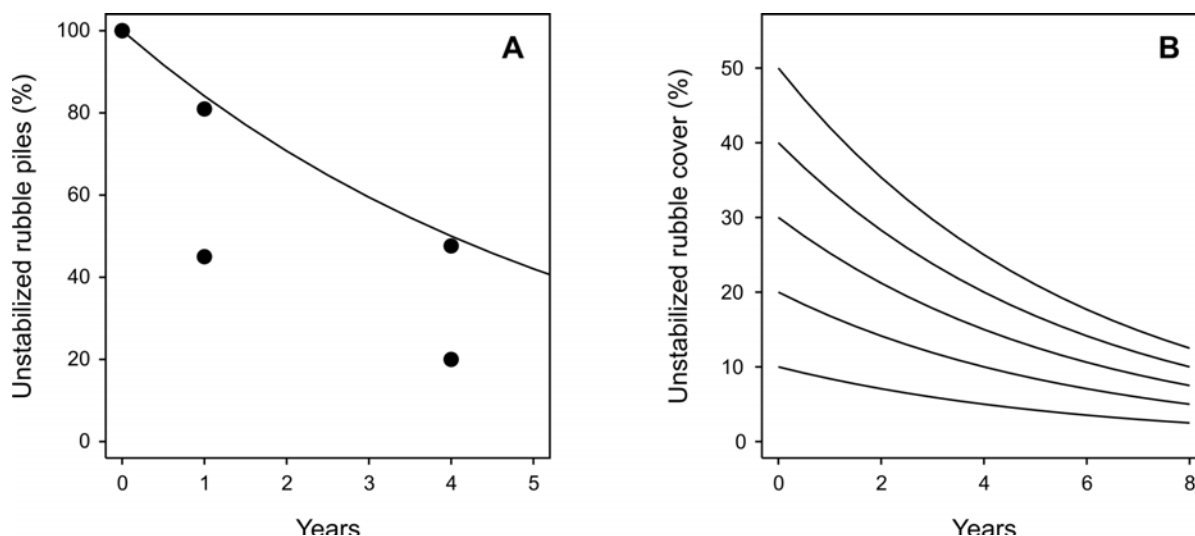 A
Unstabilized rubble piles (%)
100
80
60
40
20
0
0 1 2 3 4 5
Years
B
Unstabilized rubble cover (%)
50
40
30
20
10
0
0 2 4 6 8
Years